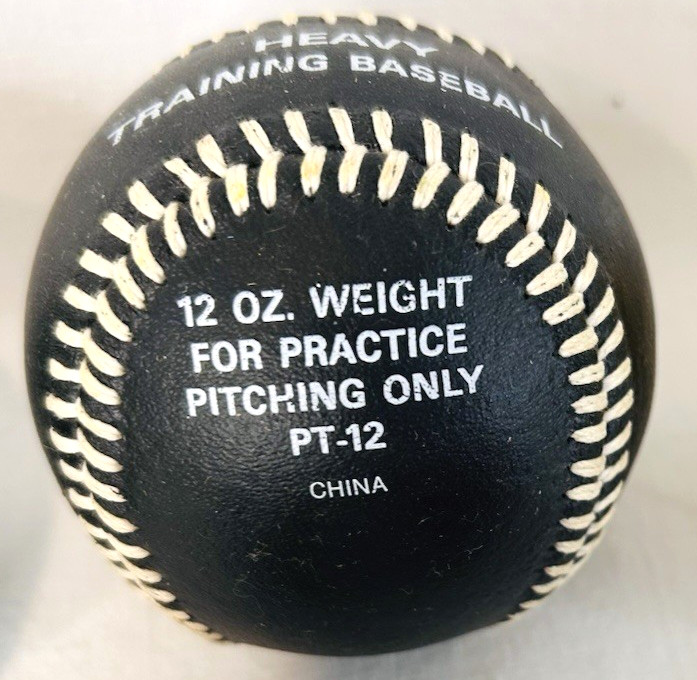 HEAVY
TRAINING BASEBALL
12 OZ. WEIGHT
FOR PRACTICE
PITCHING ONLY
PT-12
CHINA